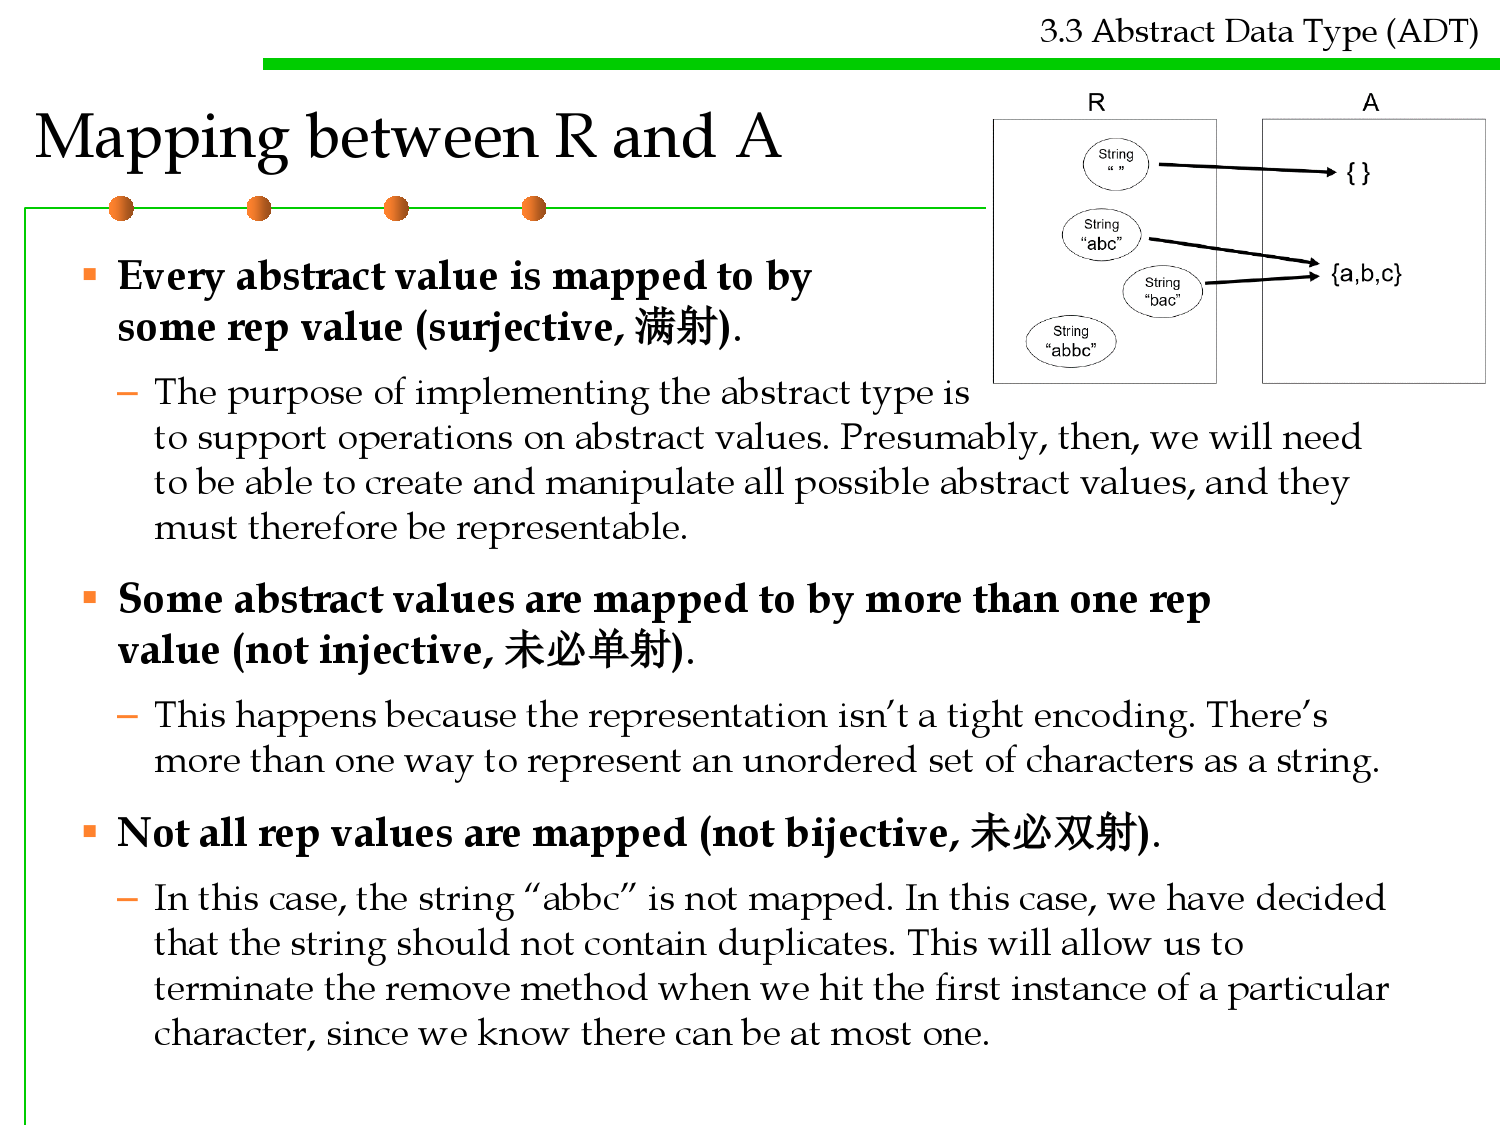 3.3 Abstract Data Type (ADT)
Mapping between R and A
R
A
String
“ ”
{ }
String
“abc”
{a,b,c}
String
“bac”
String
“abbc”
▪ Every abstract value is mapped to by
some rep value (surjective, 满射).
– The purpose of implementing the abstract type is
to support operations on abstract values. Presumably, then, we will need
to be able to create and manipulate all possible abstract values, and they
must therefore be representable.
▪ Some abstract values are mapped to by more than one rep
value (not injective, 未必单射).
– This happens because the representation isn’t a tight encoding. There’s
more than one way to represent an unordered set of characters as a string.
▪ Not all rep values are mapped (not bijective, 未必双射).
– In this case, the string “abbc” is not mapped. In this case, we have decided
that the string should not contain duplicates. This will allow us to
terminate the remove method when we hit the first instance of a particular
character, since we know there can be at most one.